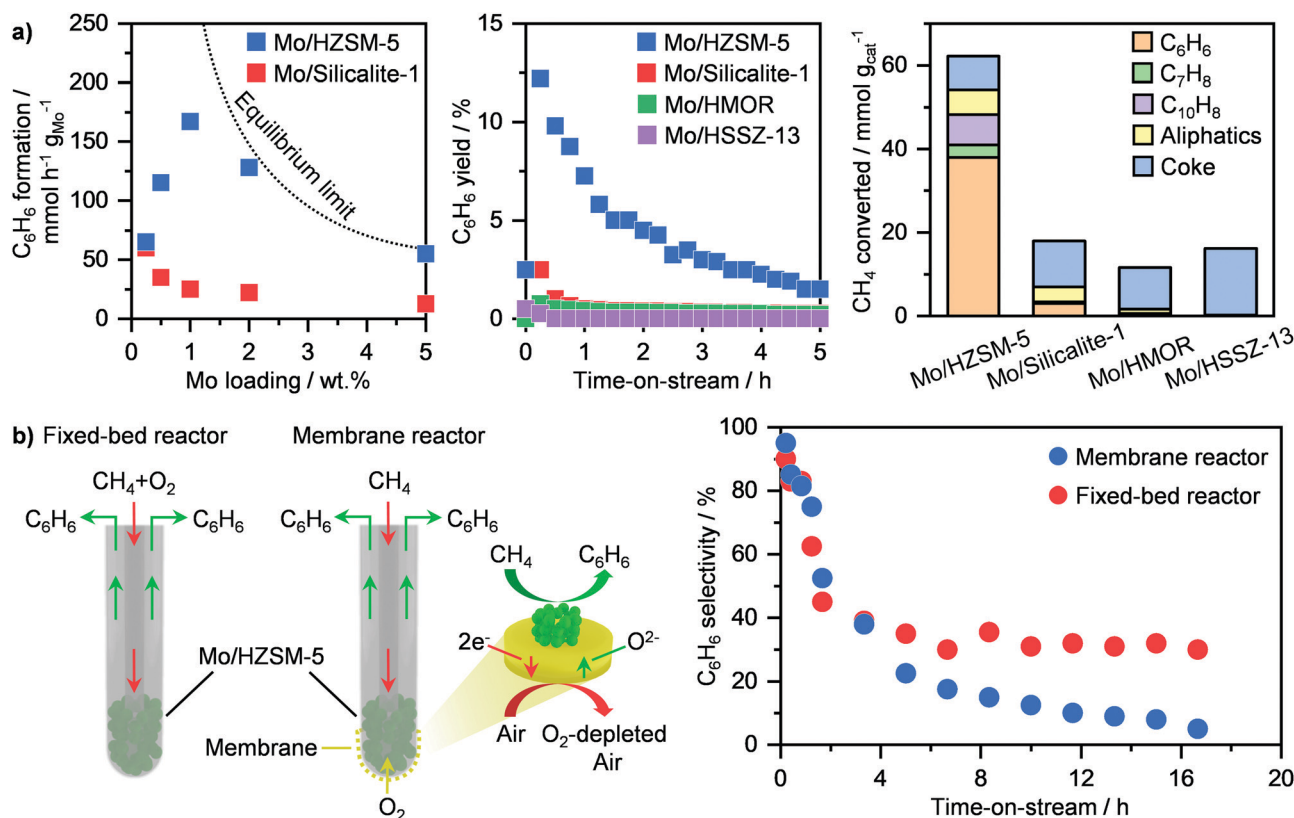 a)
C₆H₆ formation /
mmol h⁻¹ g_Mo⁻¹
250
200
150
100
50
0
Mo/HZSM-5
Mo/Silicalite-1
Equilibrium limit
0 1 2 3 4 5
Mo loading / wt.%
C₆H₆ yield / %
15
10
5
0
Mo/HZSM-5
Mo/Silicalite-1
Mo/HMOR
Mo/HSSZ-13
0 1 2 3 4 5
Time-on-stream / h
CH₄ converted / mmol g_cat⁻¹
60
40
20
0
C₆H₆
C₇H₈
C₁₀H₈
Aliphatics
Coke
Mo/HZSM-5
Mo/Silicalite-1
Mo/HMOR
Mo/HSSZ-13
b)
Fixed-bed reactor
CH₄+O₂
C₆H₆
C₆H₆
Membrane reactor
CH₄
C₆H₆
C₆H₆
Mo/HZSM-5
Membrane
O₂
CH₄
C₆H₆
2e⁻
O²⁻
Air
O₂-depleted
Air
C₆H₆ selectivity / %
100
80
60
40
20
0
Membrane reactor
Fixed-bed reactor
0 4 8 12 16 20
Time-on-stream / h